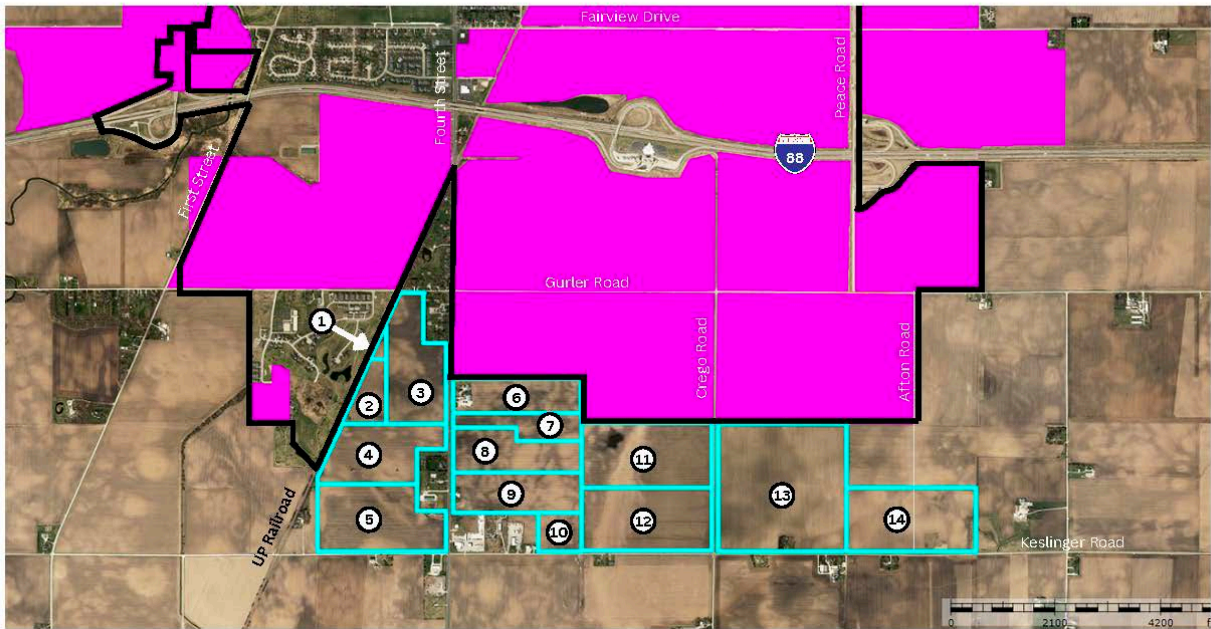 Fairview Drive
Fourth Street
Peace Road
88
First Street
Gurler Road
1
Crego Road
Afton Road
2
3
6
7
4
8
11
9
13
5
12
10
14
UP Railroad
Keslinger Road
0 2100 4200 f